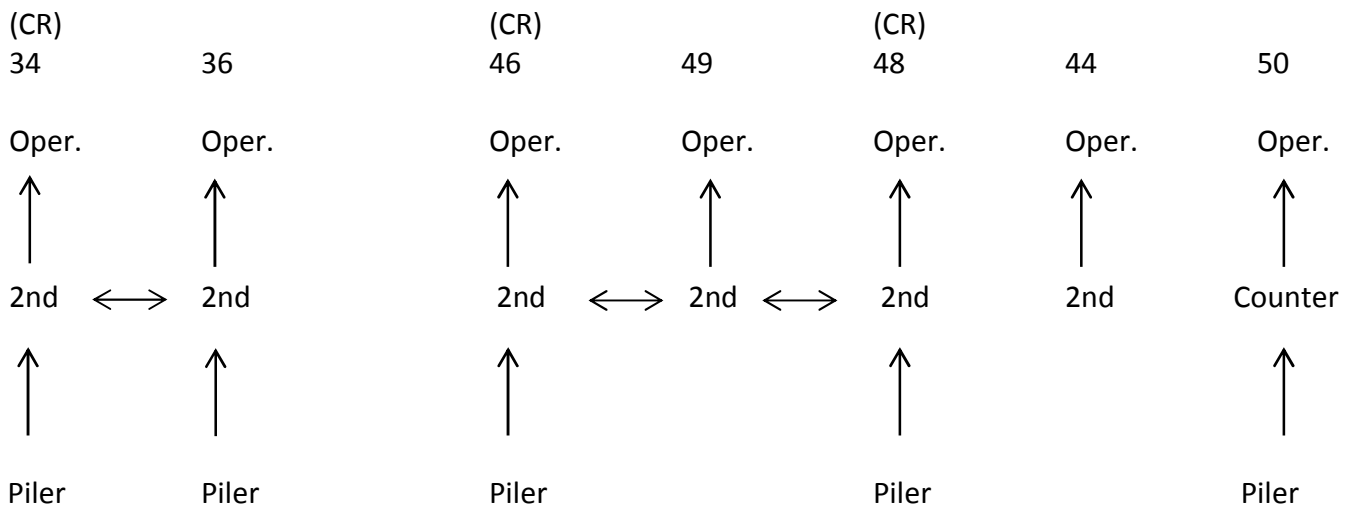 (CR) (CR) (CR)
34 36 46 49 48 44 50
Oper. Oper. Oper. Oper. Oper. Oper. Oper.
2nd 2nd 2nd 2nd 2nd 2nd Counter
Piler Piler Piler Piler Piler